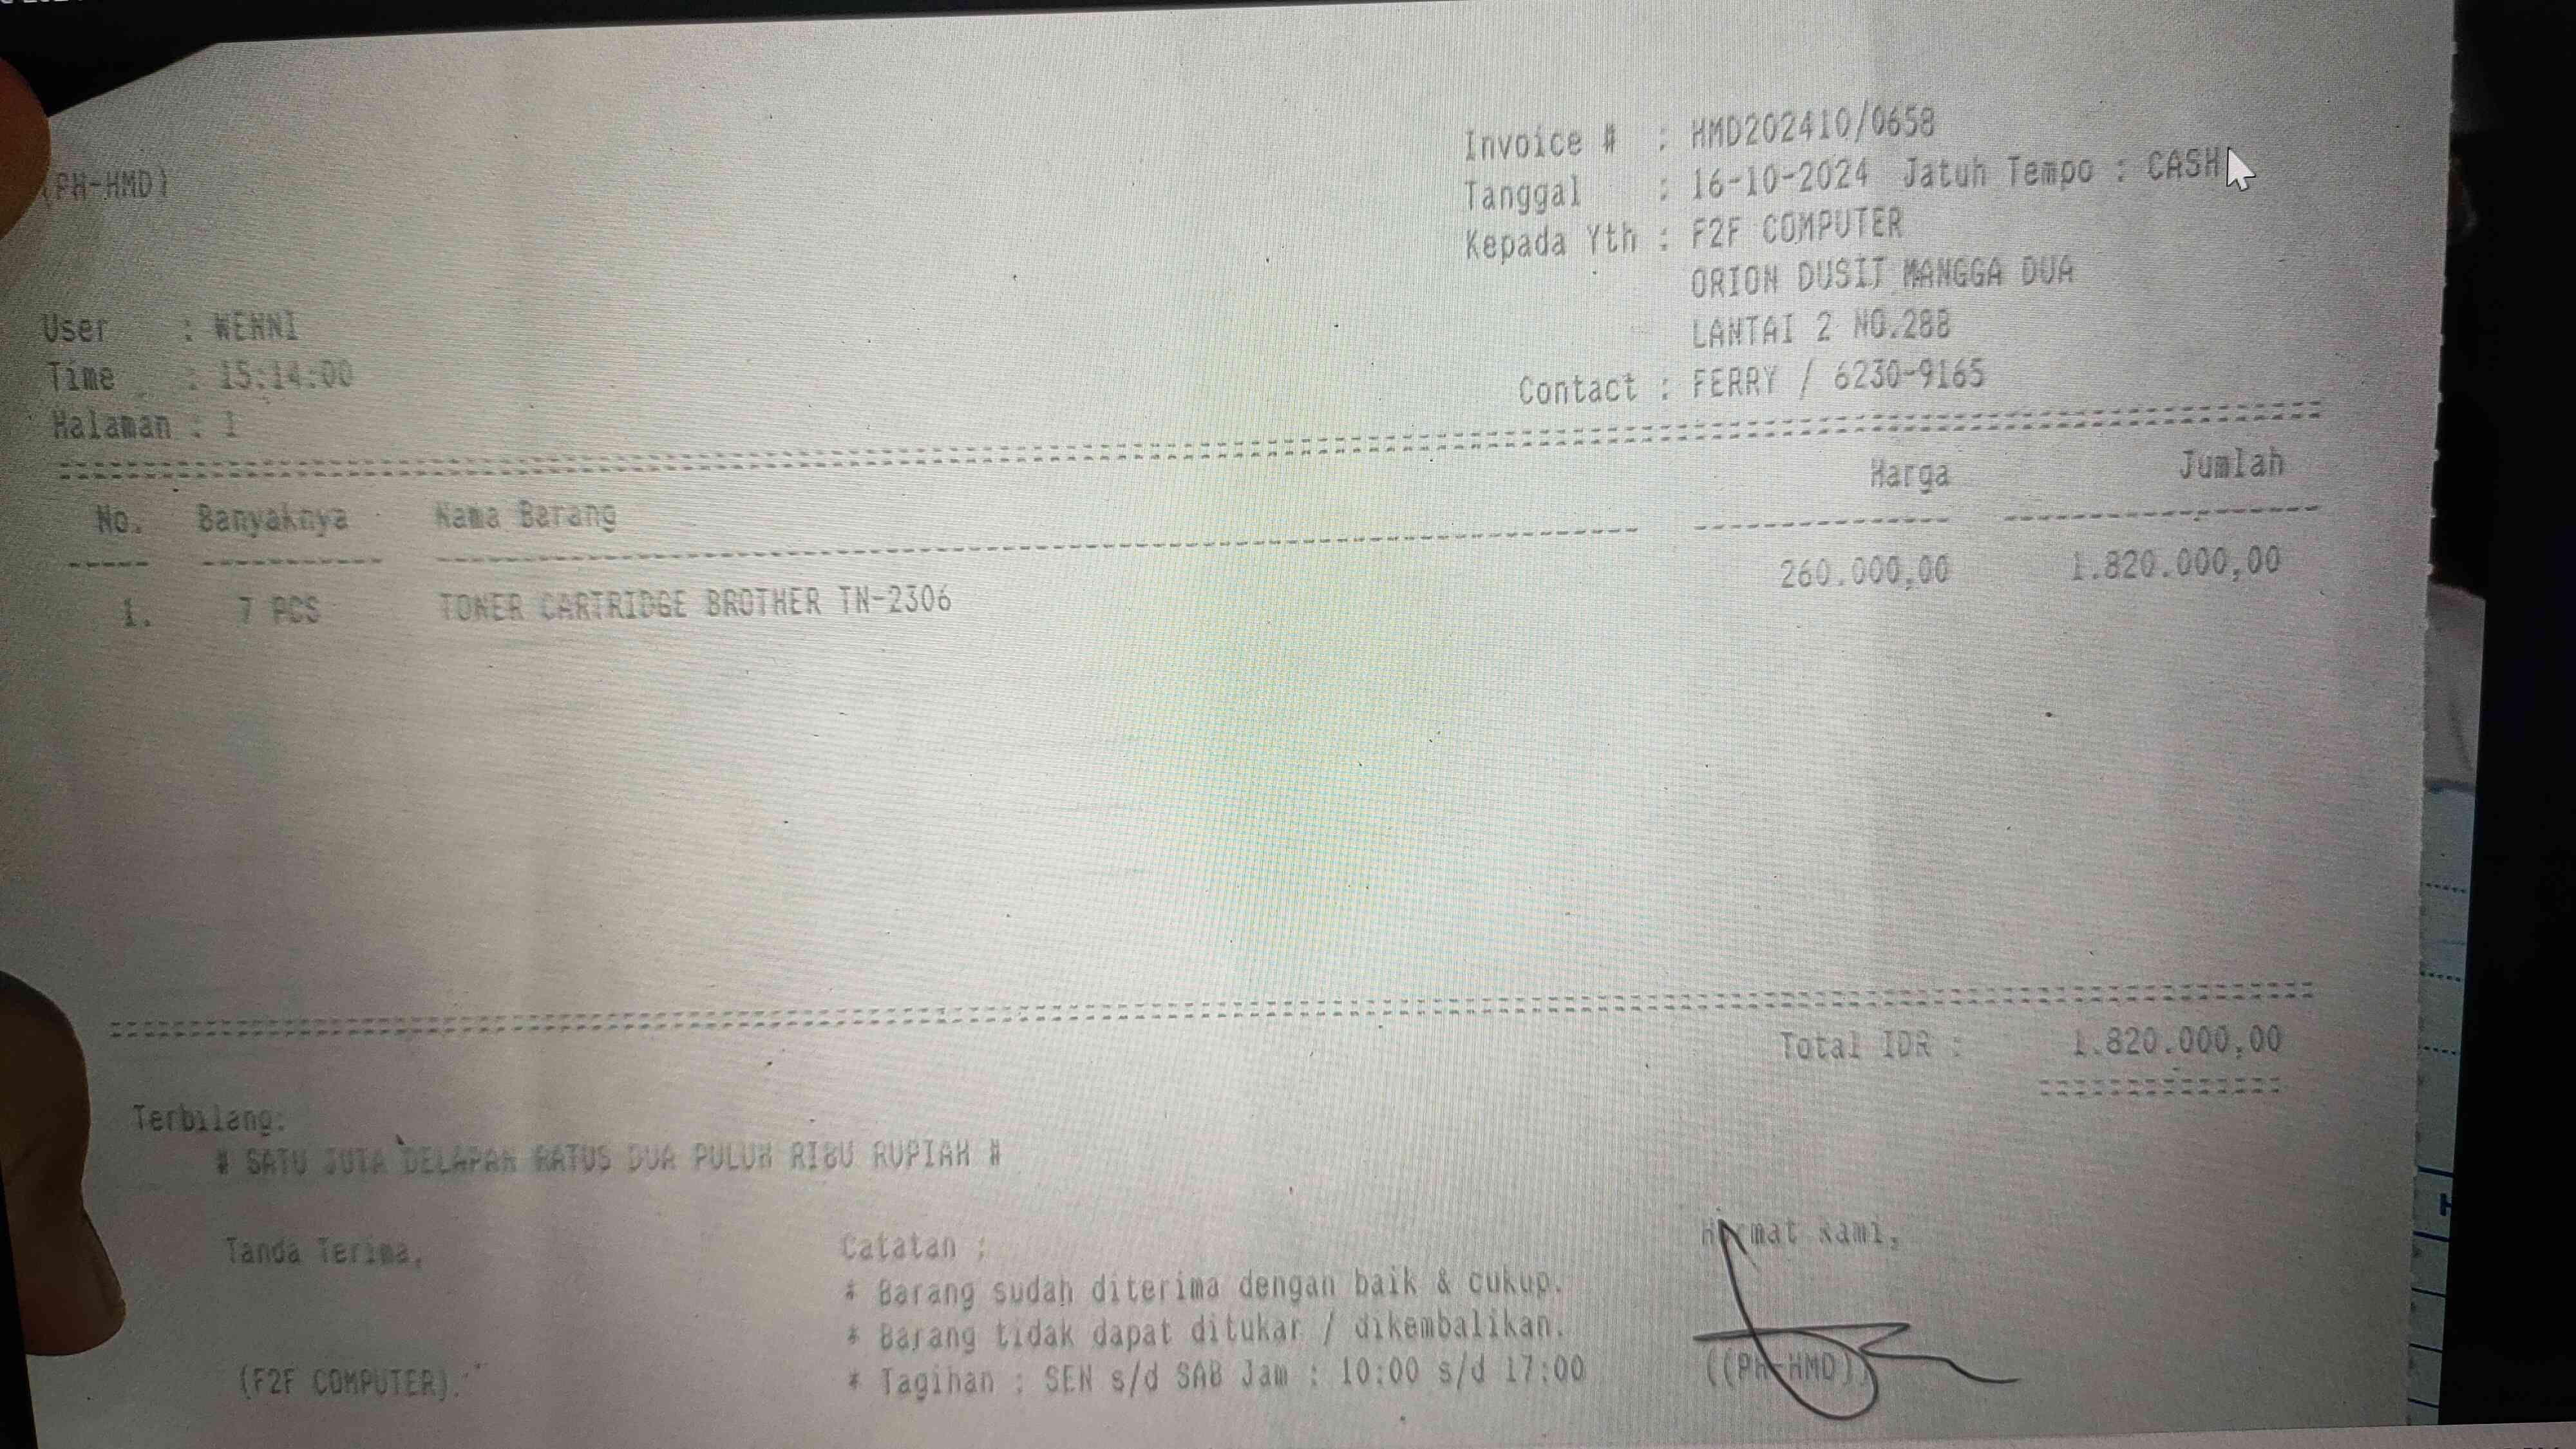 (PH-HMD)
Invoice # : HMD202410/0658
Tanggal : 16-10-2024 Jatuh Tempo : CASH
Kepada Yth : F2F COMPUTER
ORION DUSIT MANGGA DUA
LANTAI 2 NO.288
Contact : FERRY / 6230-9165
User : WENNI
Time : 15:14:00
Halaman : 1
No. Banyaknya Nama Barang Harga Jumlah
1. 7 PCS TONER CARTRIDGE BROTHER TN-2306 260.000,00 1.820.000,00
Total IDR : 1.820.000,00
Terbilang:
# SATU JUTA DELAPAN RATUS DUA PULUH RIBU RUPIAH #
Tanda Terima,
Catatan :
Hormat Kami,
* Barang sudah diterima dengan baik & cukup.
* Barang tidak dapat ditukar / dikembalikan.
* Tagihan : SEN s/d SAB Jam : 10:00 s/d 17:00
(F2F COMPUTER).
((PH-HMD))